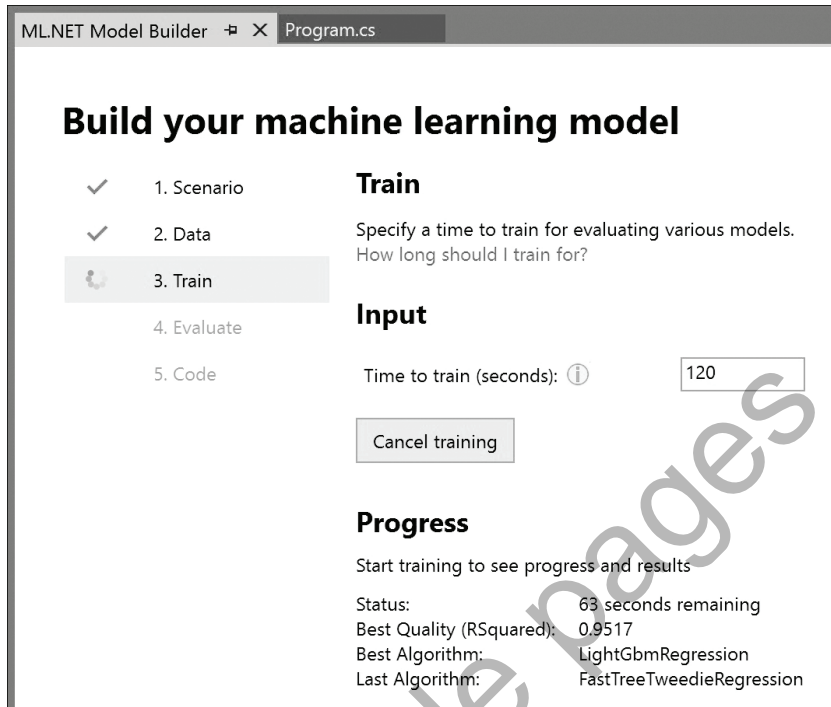 ML.NET Model Builder
Program.cs
Build your machine learning model
1. Scenario
2. Data
3. Train
4. Evaluate
5. Code
Train
Specify a time to train for evaluating various models.
How long should I train for?
Input
Time to train (seconds):
120
Cancel training
Progress
Start training to see progress and results
Status: 63 seconds remaining
Best Quality (RSquared): 0.9517
Best Algorithm: LightGbmRegression
Last Algorithm: FastTreeTweedieRegression
le pages